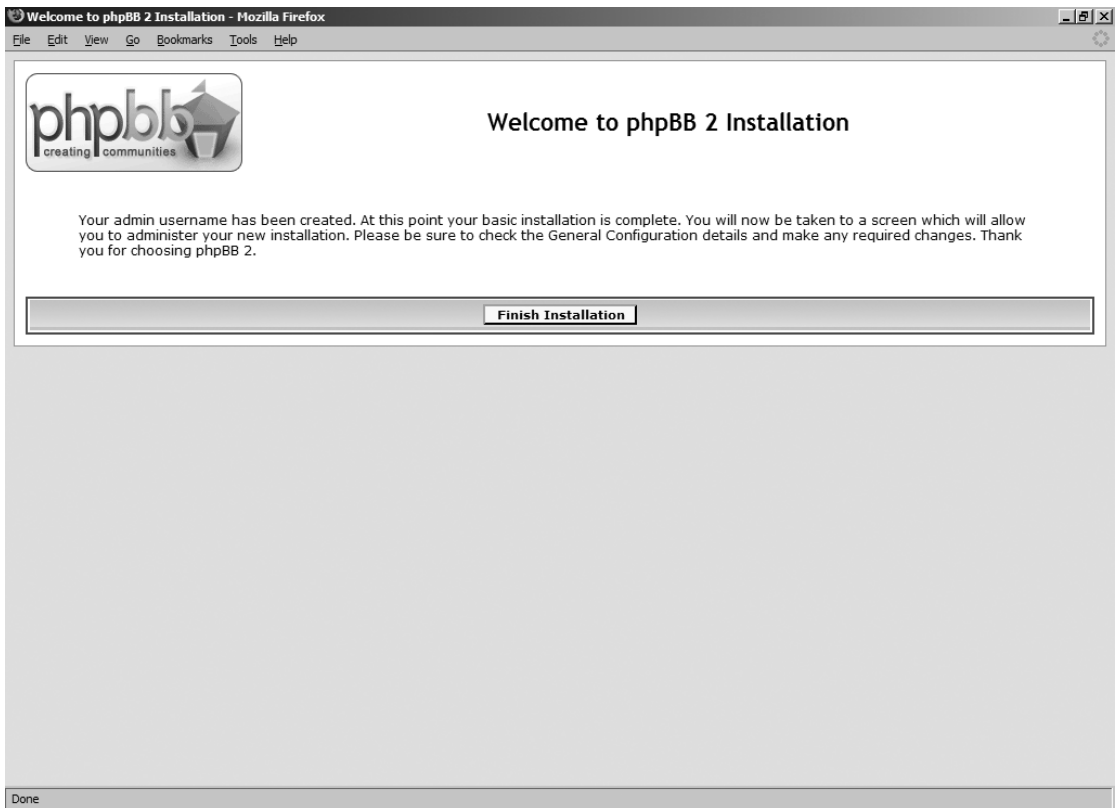 Welcome to phpBB 2 Installation - Mozilla Firefox
File Edit View Go Bookmarks Tools Help
phpbb
creating communities
Welcome to phpBB 2 Installation
Your admin username has been created. At this point your basic installation is complete. You will now be taken to a screen which will allow
you to administer your new installation. Please be sure to check the General Configuration details and make any required changes. Thank
you for choosing phpBB 2.
Finish Installation
Done